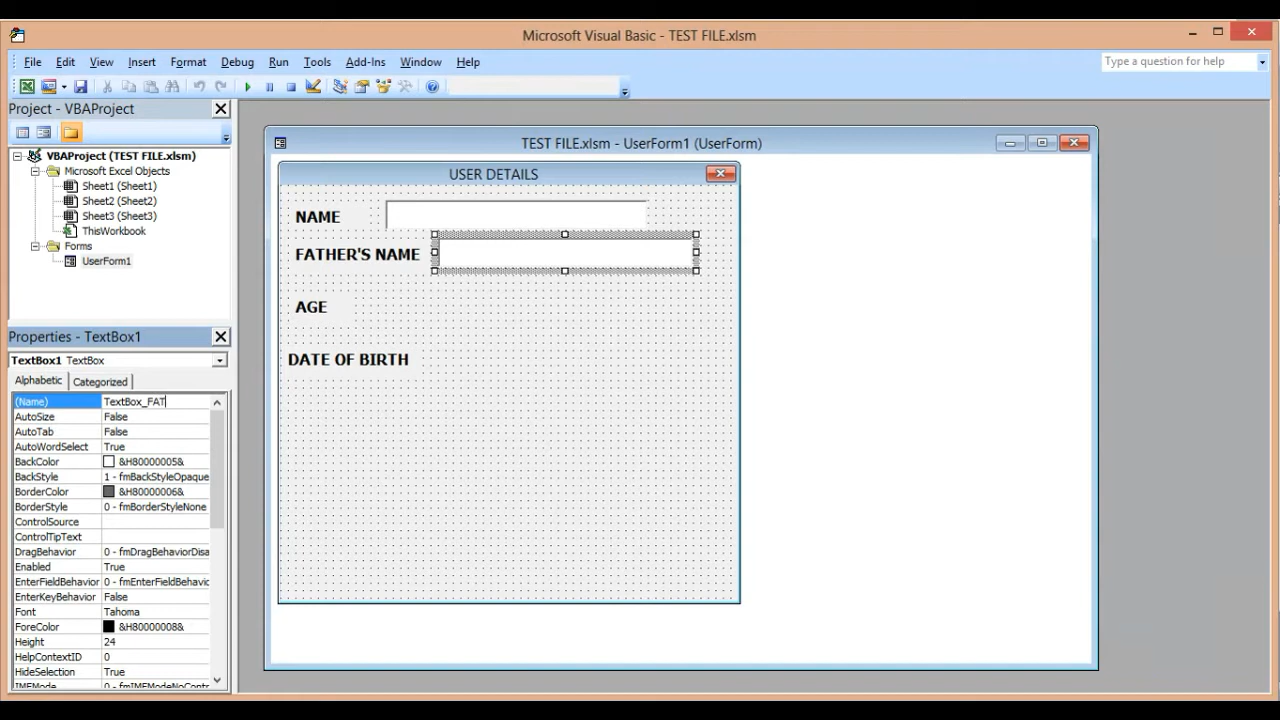 Microsoft Visual Basic - TEST FILE.xlsm
File Edit View Insert Format Debug Run Tools Add-Ins Window Help
Type a question for help
Project - VBAProject
VBAProject (TEST FILE.xlsm)
Microsoft Excel Objects
Sheet1 (Sheet1)
Sheet2 (Sheet2)
Sheet3 (Sheet3)
ThisWorkbook
Forms
UserForm1
Properties - TextBox1
TextBox1 TextBox
Alphabetic Categorized
(Name) TextBox_FAT
AutoSize False
AutoTab False
AutoWordSelect True
BackColor &H80000005&
BackStyle 1 - fmBackStyleOpaque
BorderColor &H80000006&
BorderStyle 0 - fmBorderStyleNone
ControlSource
ControlTipText
DragBehavior 0 - fmDragBehaviorDisa
Enabled True
EnterFieldBehavior 0 - fmEnterFieldBehavio
EnterKeyBehavior False
Font Tahoma
ForeColor &H80000008&
Height 24
HelpContextID 0
HideSelection True
IMEMode 0 - fmIMEModeNoContr
TEST FILE.xlsm - UserForm1 (UserForm)
USER DETAILS
NAME
FATHER'S NAME
AGE
DATE OF BIRTH